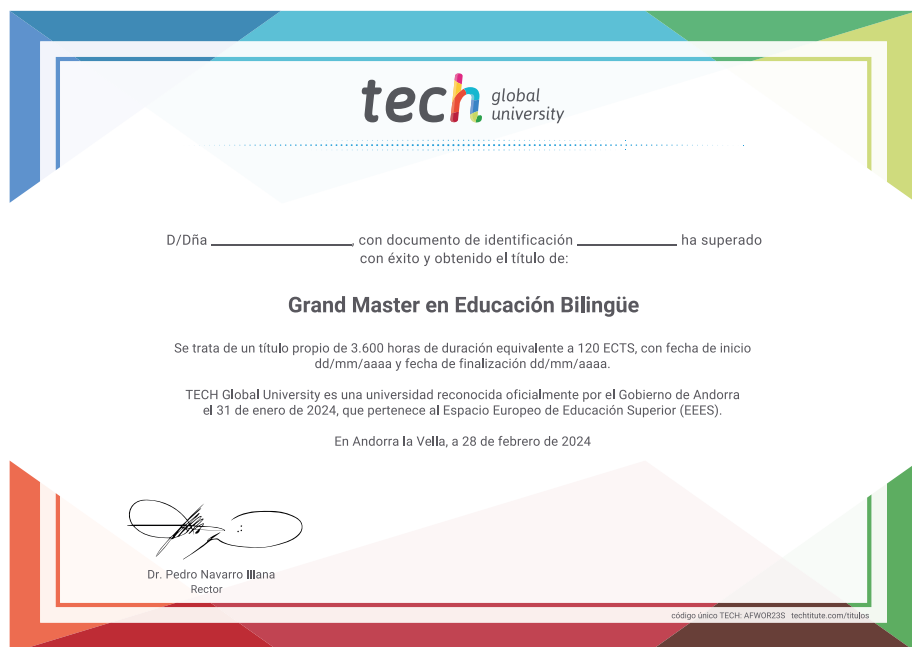 tech global university
D/Dña ____________, con documento de identificación ____________ ha superado
con éxito y obtenido el título de:
Grand Master en Educación Bilingüe
Se trata de un título propio de 3.600 horas de duración equivalente a 120 ECTS, con fecha de inicio
dd/mm/aaaa y fecha de finalización dd/mm/aaaa.
TECH Global University es una universidad reconocida oficialmente por el Gobierno de Andorra
el 31 de enero de 2024, que pertenece al Espacio Europeo de Educación Superior (EEES).
En Andorra la Vella, a 28 de febrero de 2024
Dr. Pedro Navarro Illana
Rector
código único TECH: AFWOR23S techtitute.com/titulos